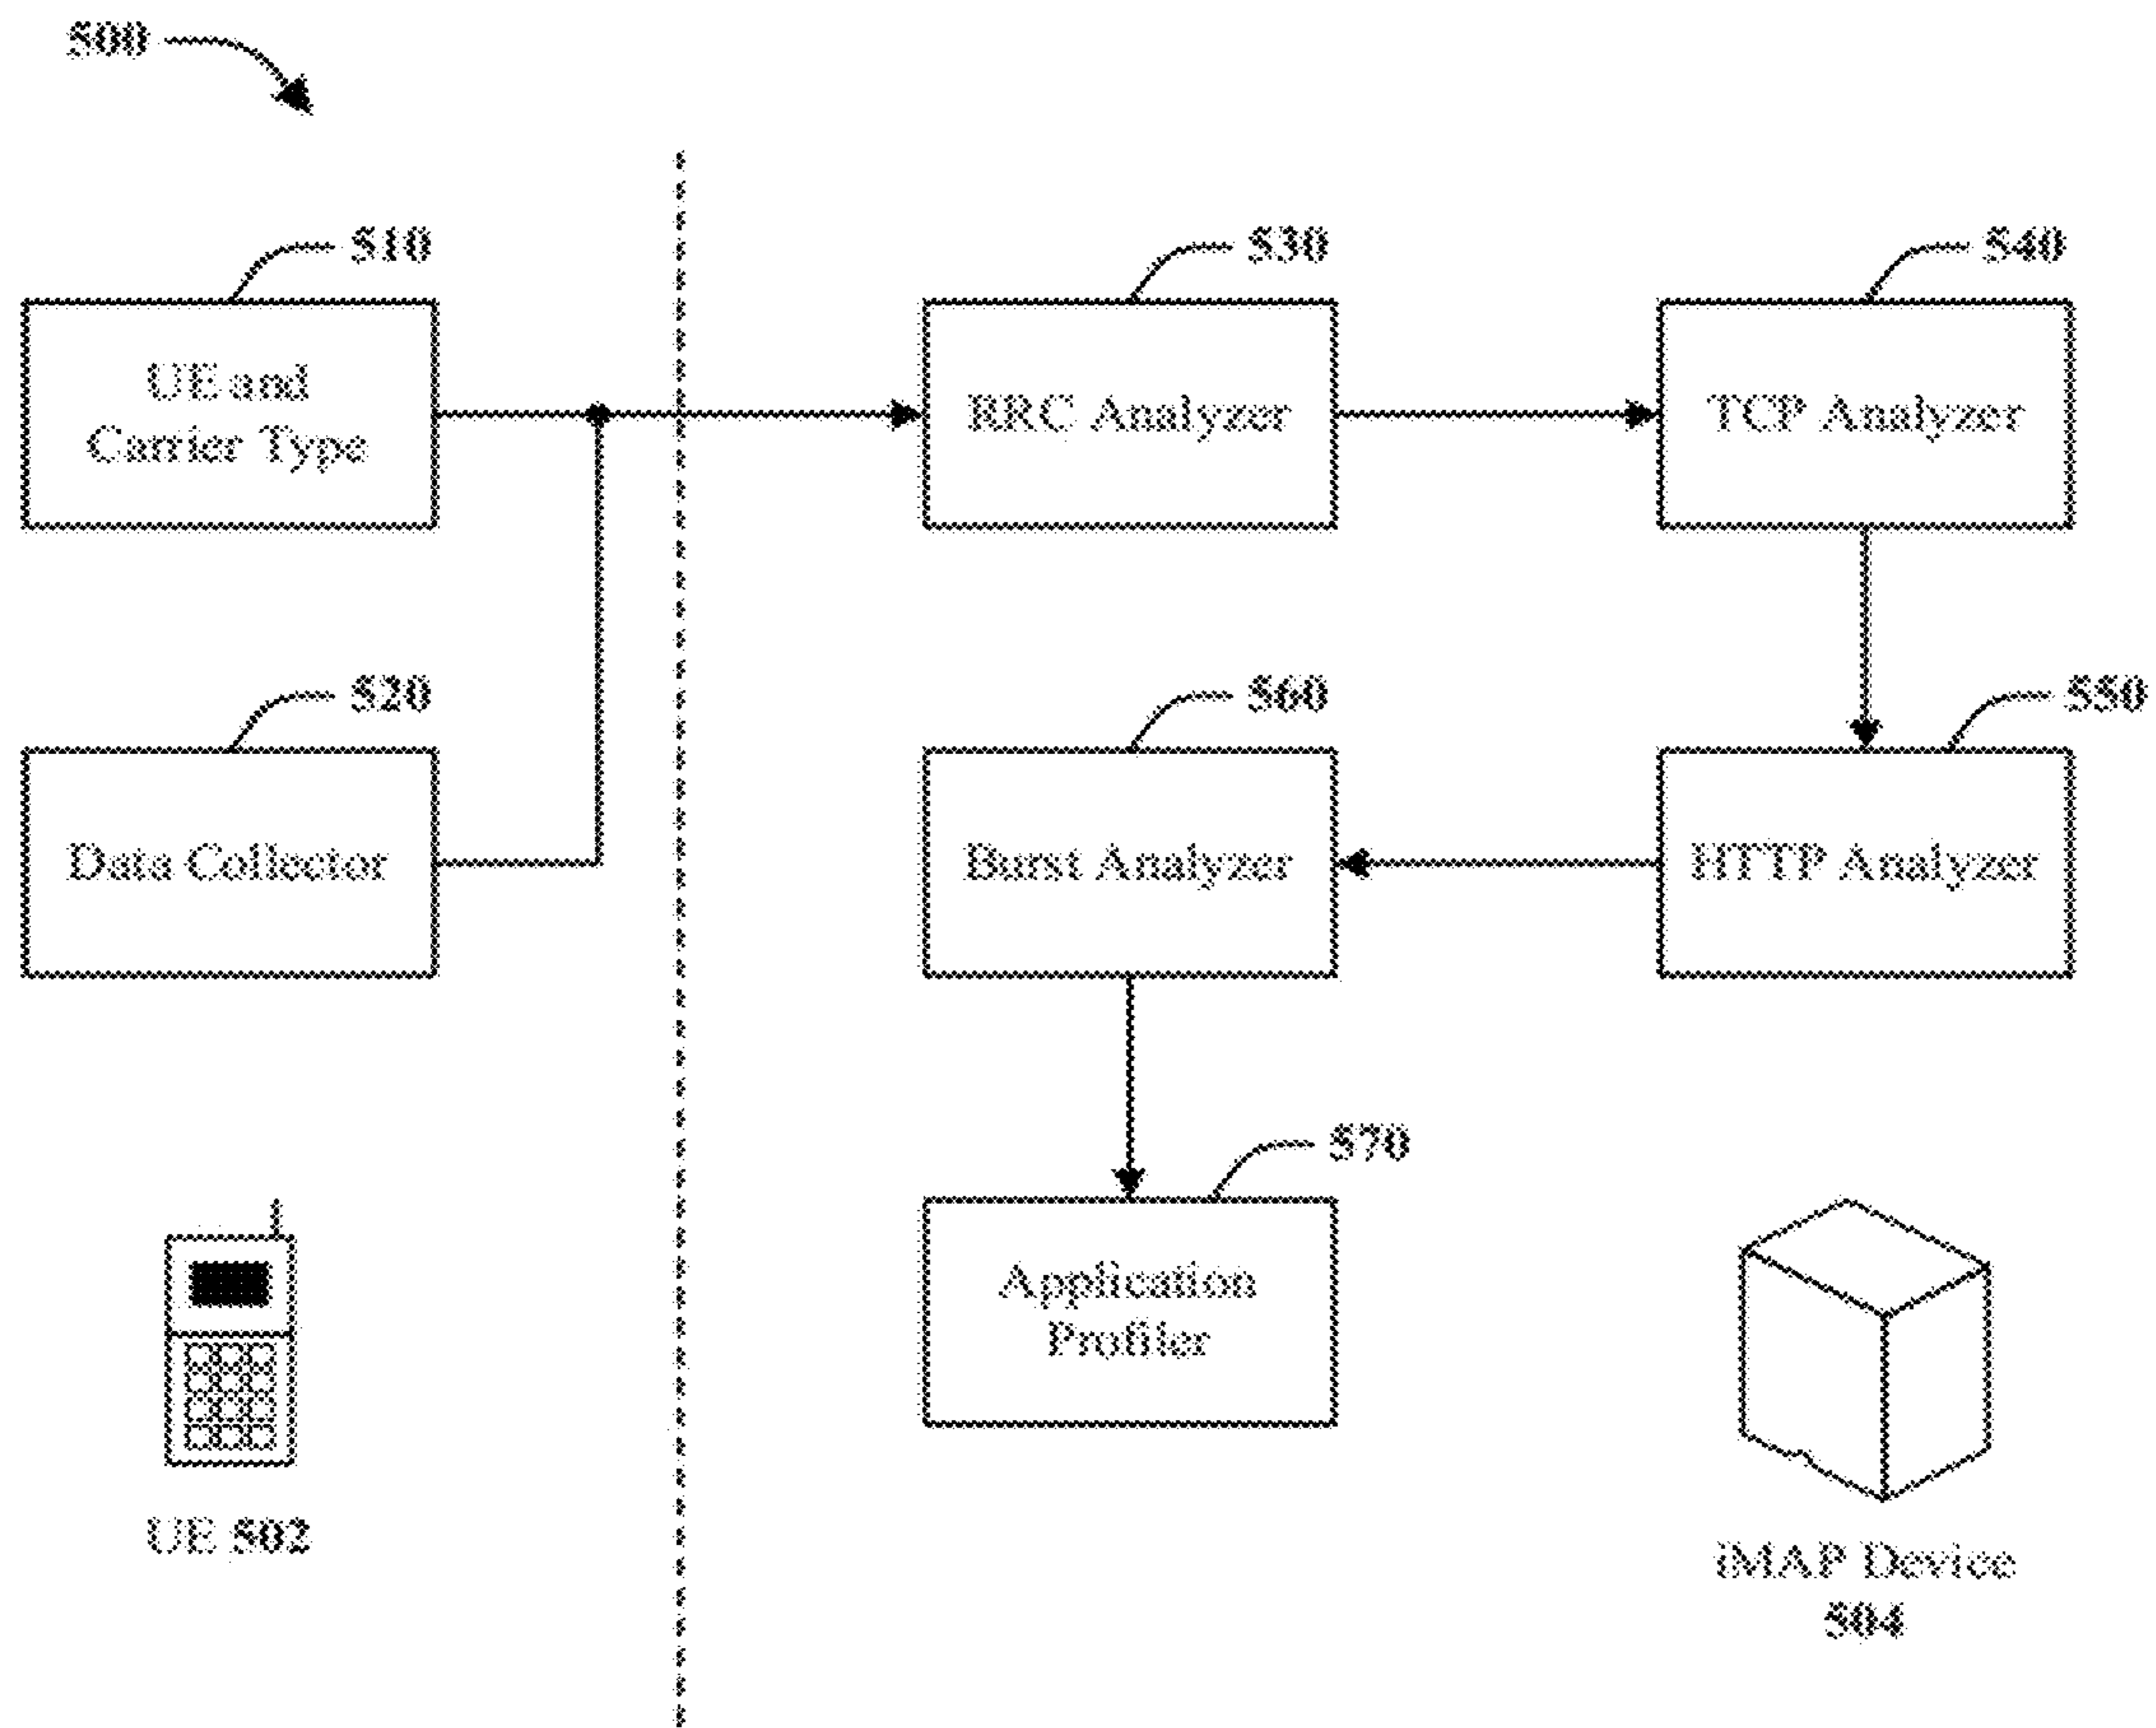 500
510
530
540
UE and
Carrier Type
RRC Analyzer
TCP Analyzer
520
560
550
Data Collector
Burst Analyzer
HTTP Analyzer
570
Application
Profiler
UE 502
iMAP Device
504